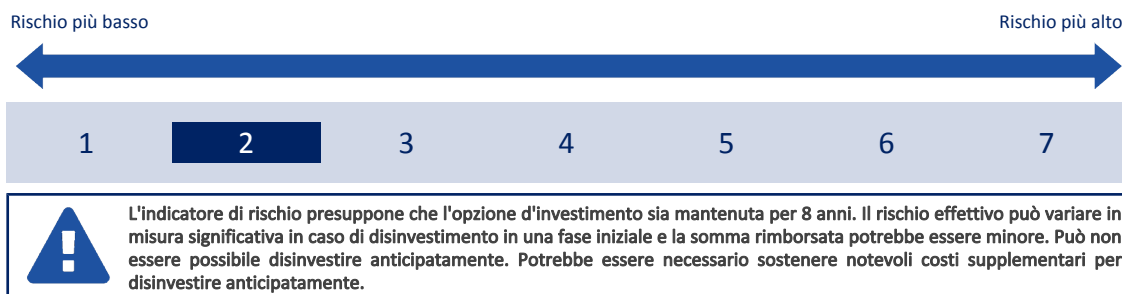 Rischio più basso Rischio più alto
1 2 3 4 5 6 7
L'indicatore di rischio presuppone che l'opzione d'investimento sia mantenuta per 8 anni. Il rischio effettivo può variare in
misura significativa in caso di disinvestimento in una fase iniziale e la somma rimborsata potrebbe essere minore. Può non
essere possibile disinvestire anticipatamente. Potrebbe essere necessario sostenere notevoli costi supplementari per
disinvestire anticipatamente.